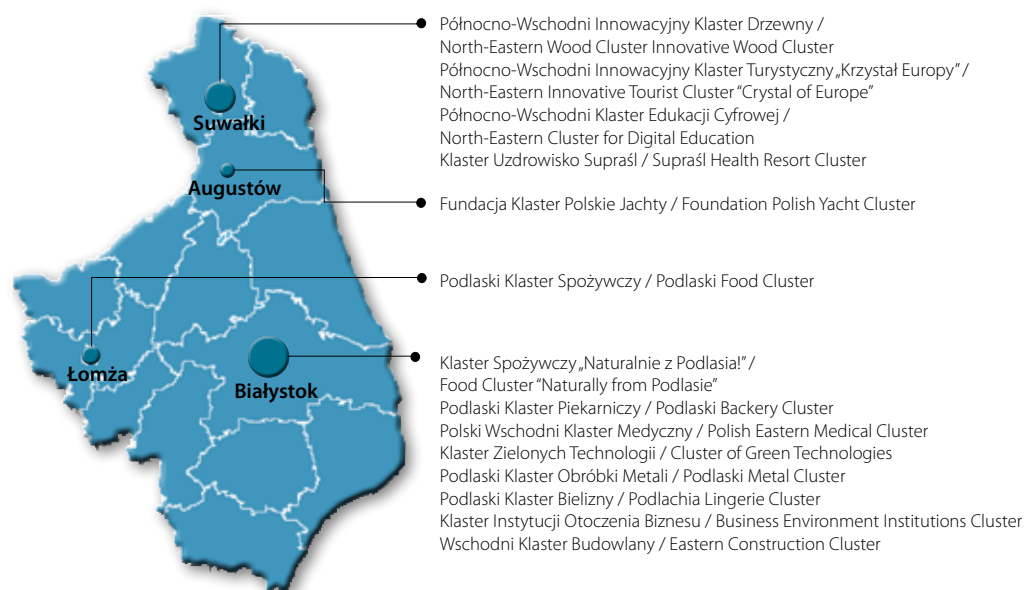 Północno-Wschodni Innowacyjny Klaster Drzewny /
North-Eastern Wood Cluster Innovative Wood Cluster
Północno-Wschodni Innowacyjny Klaster Turystyczny „Krzyształ Europy” /
North-Eastern Innovative Tourist Cluster “Crystal of Europe”
Północno-Wschodni Klaster Edukacji Cyfrowej /
North-Eastern Cluster for Digital Education
Klaster Uzdrowisko Supraśl / Supraśl Health Resort Cluster
Suwałki
Augustów
Fundacja Klaster Polskie Jachty / Foundation Polish Yacht Cluster
Podlaski Klaster Spożywczy / Podlaski Food Cluster
Łomża
Białystok
Klaster Spożywczy „Naturalnie z Podlasia!” /
Food Cluster “Naturally from Podlasie”
Podlaski Klaster Piekarniczy / Podlaski Backery Cluster
Polski Wschodni Klaster Medyczny / Polish Eastern Medical Cluster
Klaster Zielonych Technologii / Cluster of Green Technologies
Podlaski Klaster Obróbki Metali / Podlaski Metal Cluster
Podlaski Klaster Bielizny / Podlachia Lingerie Cluster
Klaster Instytucji Otoczenia Biznesu / Business Environment Institutions Cluster
Wschodni Klaster Budowlany / Eastern Construction Cluster